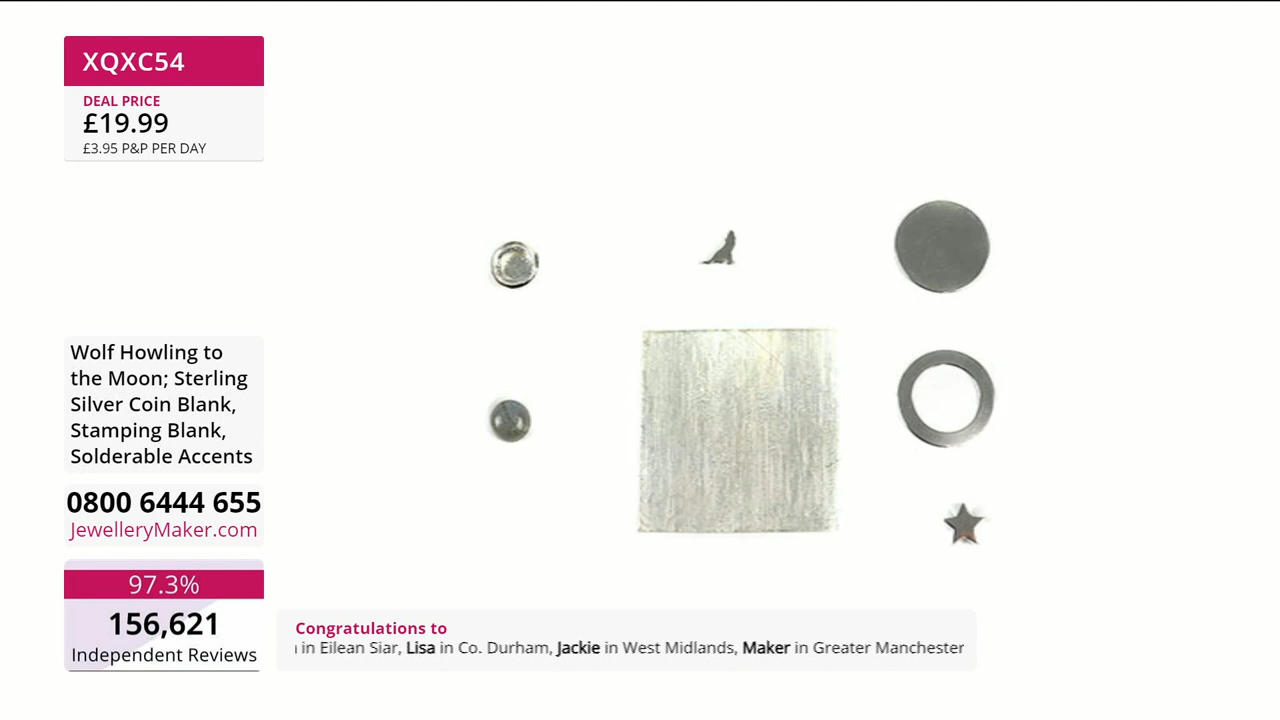 XQXC54
DEAL PRICE
£19.99
£3.95 P&P PER DAY
Wolf Howling to
the Moon; Sterling
Silver Coin Blank,
Stamping Blank,
Solderable Accents
0800 6444 655
JewelleryMaker.com
97.3%
156,621
Independent Reviews
Congratulations to
in Eilean Siar, Lisa in Co. Durham, Jackie in West Midlands, Maker in Greater Manchester